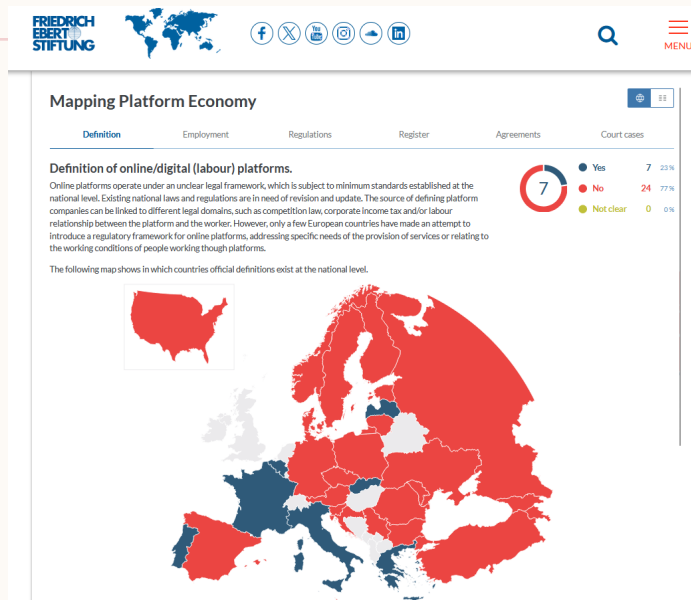 FRIEDRICH
EBERT
STIFTUNG
You
Tube
in
MENU
Mapping Platform Economy
Definition
Employment
Regulations
Register
Agreements
Court cases
Definition of online/digital (labour) platforms.
Online platforms operate under an unclear legal framework, which is subject to minimum standards established at the
national level. Existing national laws and regulations are in need of revision and update. The source of defining platform
companies can be linked to different legal domains, such as competition law, corporate income tax and/or labour
relationship between the platform and the worker. However, only a few European countries have made an attempt to
introduce a regulatory framework for online platforms, addressing specific needs of the provision of services or relating to
the working conditions of people working though platforms.
The following map shows in which countries official definitions exist at the national level.
7
Yes 7 23%
No 24 77%
Not clear 0 0%